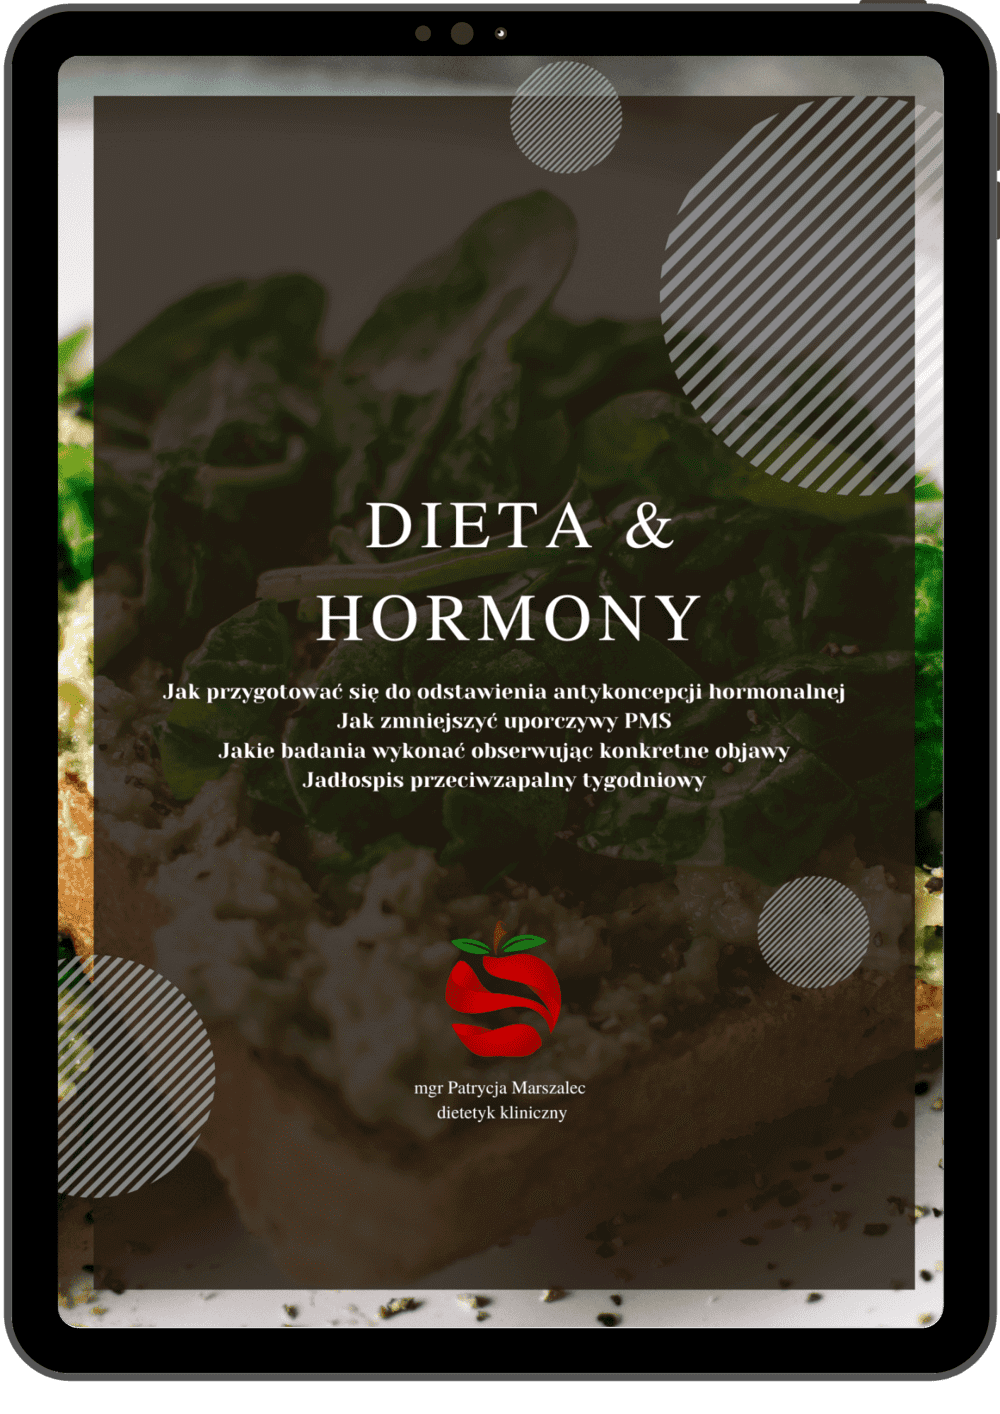 DIETA &
HORMONY
Jak przygotować się do odstawienia antykoncepcji hormonalnej
Jak zmniejszyć uporczywy PMS
Jakie badania wykonać obserwując konkretne objawy
Jadłospis przeciwzapalny tygodniowy
mgr Patrycja Marszalec
dietetyk kliniczny